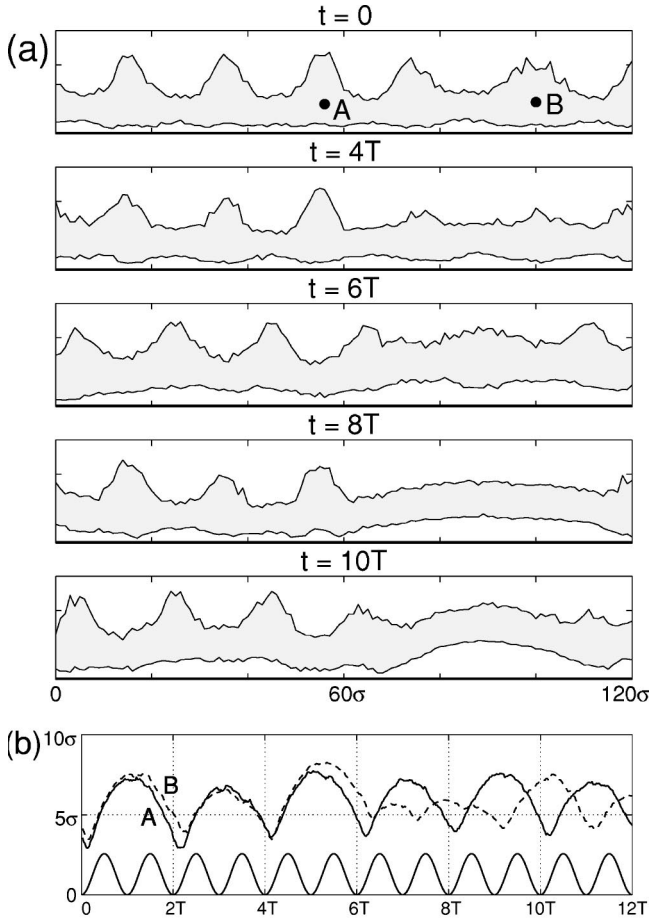 t = 0
(a)
A
B
t = 4T
t = 6T
t = 8T
t = 10T
0 60σ 120σ
(b)
10σ
B
A
5σ
0
0 2T 4T 6T 8T 10T 12T